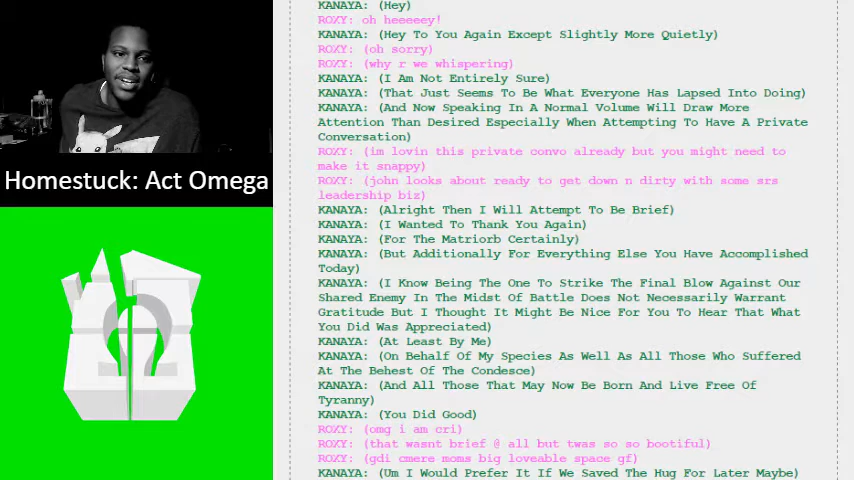 KANAYA: (Hey)
ROXY: oh heeeeey!
KANAYA: (Hey To You Again Except Slightly More Quietly)
ROXY: (oh sorry)
ROXY: (why r we whispering)
KANAYA: (I Am Not Entirely Sure)
KANAYA: (That Just Seems To Be What Everyone Has Lapsed Into Doing)
KANAYA: (And Now Speaking In A Normal Volume Will Draw More
Attention Than Desired Especially When Attempting To Have A Private
Conversation)
ROXY: (im lovin this private convo already but you might need to
make it snappy)
ROXY: (john looks about ready to get down n dirty with some srs
leadership biz)
KANAYA: (Alright Then I Will Attempt To Be Brief)
KANAYA: (I Wanted To Thank You Again)
KANAYA: (For The Matriorb Certainly)
KANAYA: (But Additionally For Everything Else You Have Accomplished
Today)
KANAYA: (I Know Being The One To Strike The Final Blow Against Our
Shared Enemy In The Midst Of Battle Does Not Necessarily Warrant
Gratitude But I Thought It Might Be Nice For You To Hear That What
You Did Was Appreciated)
KANAYA: (At Least By Me)
KANAYA: (On Behalf Of My Species As Well As All Those Who Suffered
At The Behest Of The Condesce)
KANAYA: (And All Those That May Now Be Born And Live Free Of
Tyranny)
KANAYA: (You Did Good)
ROXY: (omg i am cri)
ROXY: (that wasnt brief @ all but twas so so bootiful)
ROXY: (gdi cmere moms big loveable space gf)
KANAYA: (Um I Would Prefer It If We Saved The Hug For Later Maybe)
Homestuck: Act Omega